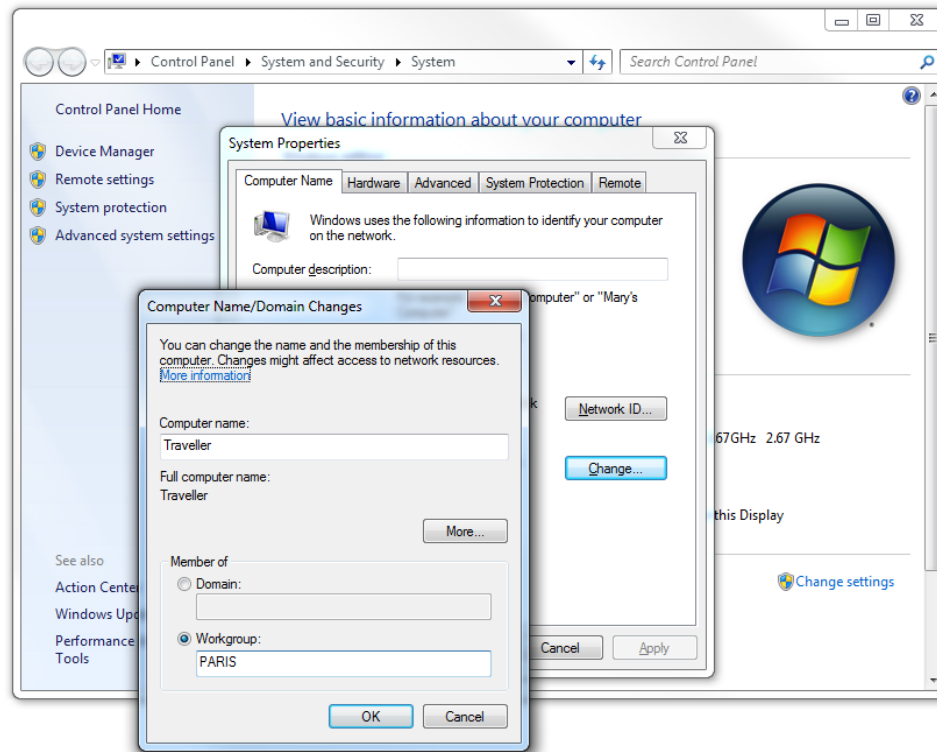 Control Panel System and Security System
Search Control Panel
Control Panel Home
Device Manager
Remote settings
System protection
Advanced system settings
See also
Action Center
Windows
Performance
Tools
View basic information about your computer
67GHz 2.67 GHz
this Display
Change settings
System Properties
Computer Name Hardware Advanced System Protection Remote
Windows uses the following information to identify your computer
on the network.
Computer description:
or "Mary's
Network ID...
Change...
Cancel Apply
Computer Name/Domain Changes
You can change the name and the membership of this
computer. Changes might affect access to network resources.
More information
Computer name:
Traveller
Full computer name:
Traveller
More...
Member of
Domain:
Workgroup:
PARIS
OK Cancel